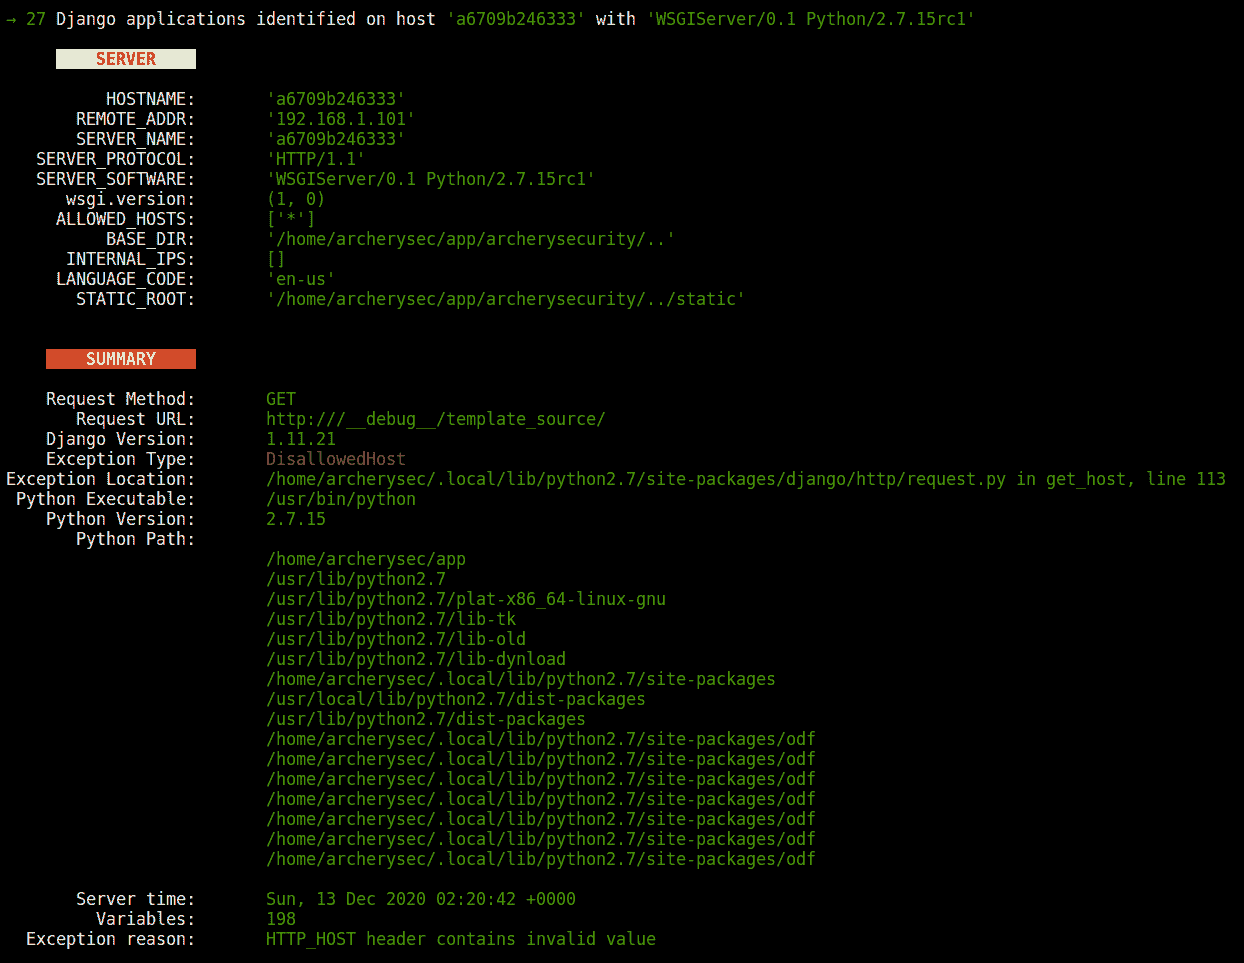 → 27 Django applications identified on host 'a6709b246333' with 'WSGIServer/0.1 Python/2.7.15rc1'
SERVER
HOSTNAME: 'a6709b246333'
REMOTE_ADDR: '192.168.1.101'
SERVER_NAME: 'a6709b246333'
SERVER_PROTOCOL: 'HTTP/1.1'
SERVER_SOFTWARE: 'WSGIServer/0.1 Python/2.7.15rc1'
wsgi.version: (1, 0)
ALLOWED_HOSTS: ['*']
BASE_DIR: '/home/archerysec/app/archerysecurity/..'
INTERNAL_IPS: []
LANGUAGE_CODE: 'en-us'
STATIC_ROOT: '/home/archerysec/app/archerysecurity/../static'
SUMMARY
Request Method: GET
Request URL: http:///__debug__/template_source/
Django Version: 1.11.21
Exception Type: DisallowedHost
Exception Location: /home/archerysec/.local/lib/python2.7/site-packages/django/http/request.py in get_host, line 113
Python Executable: /usr/bin/python
Python Version: 2.7.15
Python Path:
/home/archerysec/app
/usr/lib/python2.7
/usr/lib/python2.7/plat-x86_64-linux-gnu
/usr/lib/python2.7/lib-tk
/usr/lib/python2.7/lib-old
/usr/lib/python2.7/lib-dynload
/home/archerysec/.local/lib/python2.7/site-packages
/usr/local/lib/python2.7/dist-packages
/usr/lib/python2.7/dist-packages
/home/archerysec/.local/lib/python2.7/site-packages/odf
/home/archerysec/.local/lib/python2.7/site-packages/odf
/home/archerysec/.local/lib/python2.7/site-packages/odf
/home/archerysec/.local/lib/python2.7/site-packages/odf
/home/archerysec/.local/lib/python2.7/site-packages/odf
/home/archerysec/.local/lib/python2.7/site-packages/odf
/home/archerysec/.local/lib/python2.7/site-packages/odf
Server time: Sun, 13 Dec 2020 02:20:42 +0000
Variables: 198
Exception reason: HTTP_HOST header contains invalid value